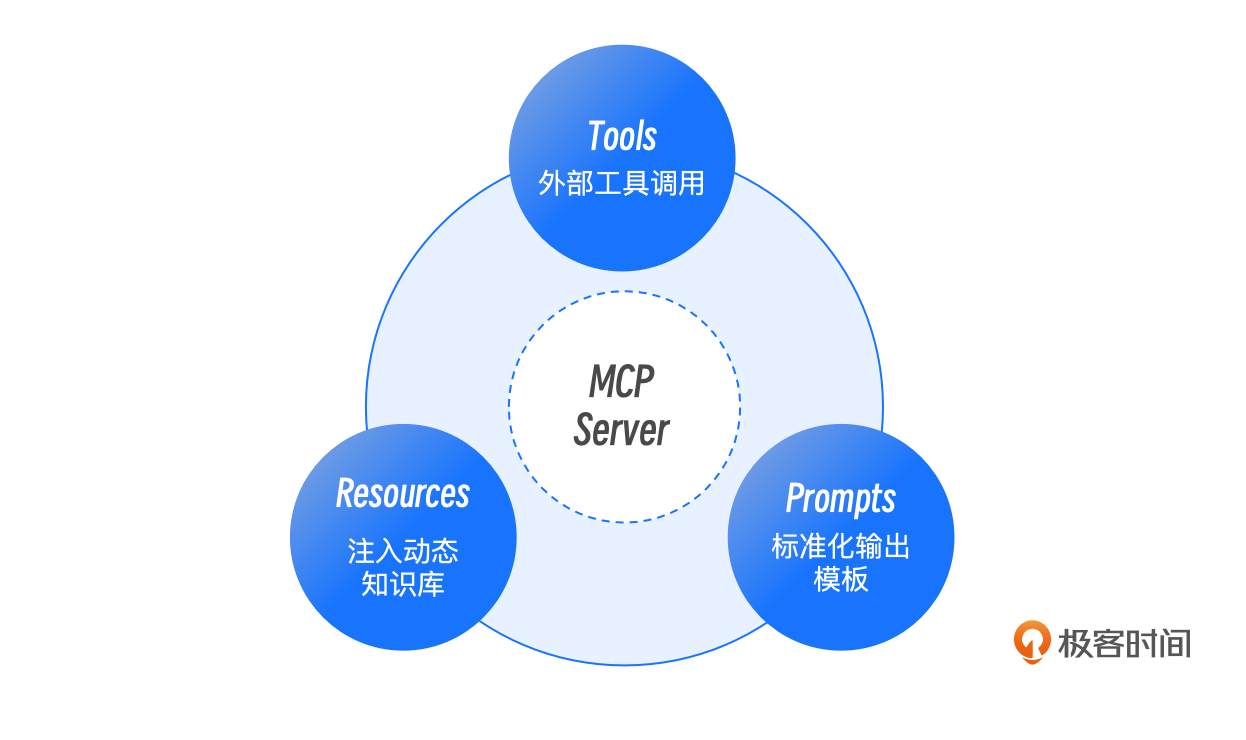 Tools
外部工具调用
MCP
Server
Resources
注入动态
知识库
Prompts
标准化输出
模板
极客时间